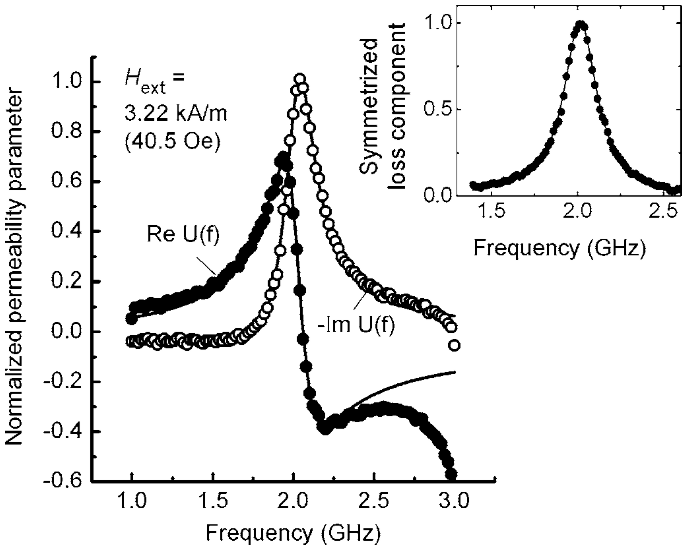 Normalized permeability parameter
1.0
0.8
0.6
0.4
0.2
0.0
-0.2
-0.4
-0.6
H ext =
3.22 kA/m
(40.5 Oe)
Re U(f)
-Im U(f)
1.0
1.5
2.0
2.5
3.0
Frequency (GHz)
Symmetrized
loss component
1.0
0.5
0.0
1.5
2.0
2.5
Frequency (GHz)